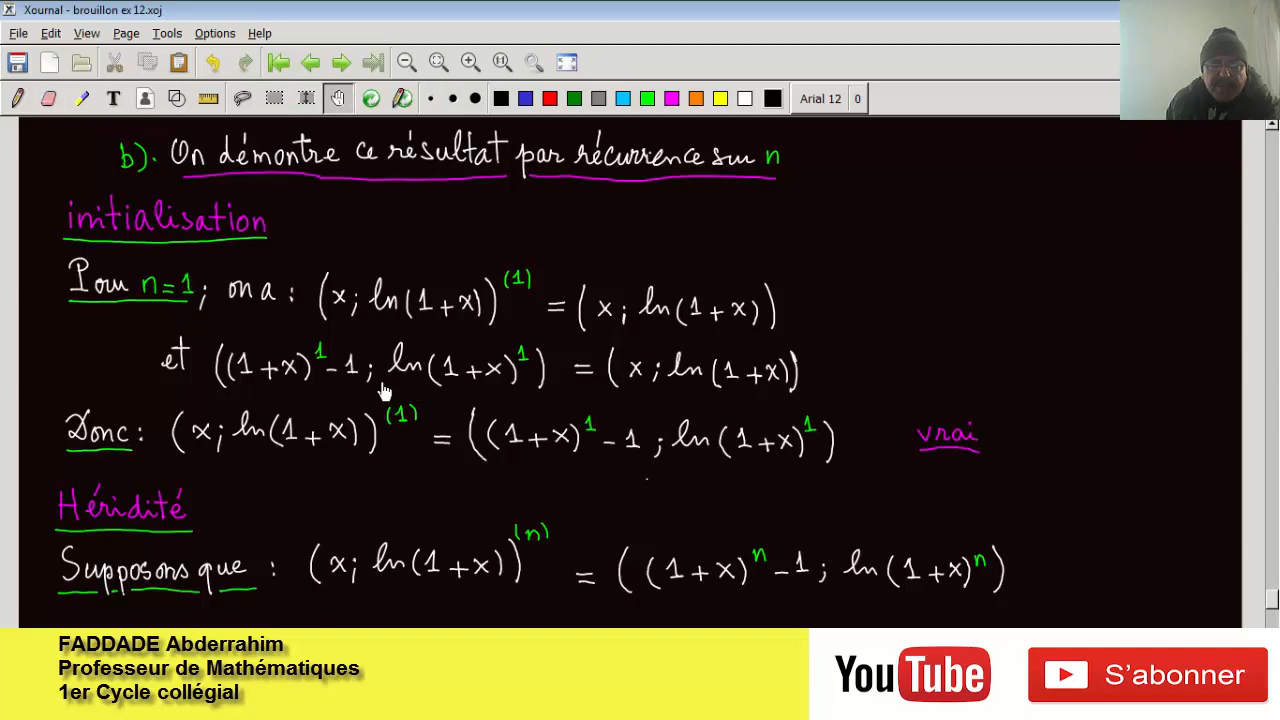 Xournal - brouillon ex12.xoj
File Edit View Page Tools Options Help
Arial 12 0
b). On démontre ce résultat par récurrence sur n
initialisation
Pour n=1 ; on a : (x; ln(1+x))^(1) = (x; ln(1+x))
et ((1+x)^1 - 1; ln(1+x)^1) = (x; ln(1+x))
Donc : (x; ln(1+x))^(1) = ((1+x)^1 - 1; ln(1+x)^1) vrai
Héridité
Supposons que : (x; ln(1+x))^(n) = ((1+x)^n - 1; ln(1+x)^n)
FADDADE Abderrahim
Professeur de Mathématiques
1er Cycle collégial
YouTube
S'abonner